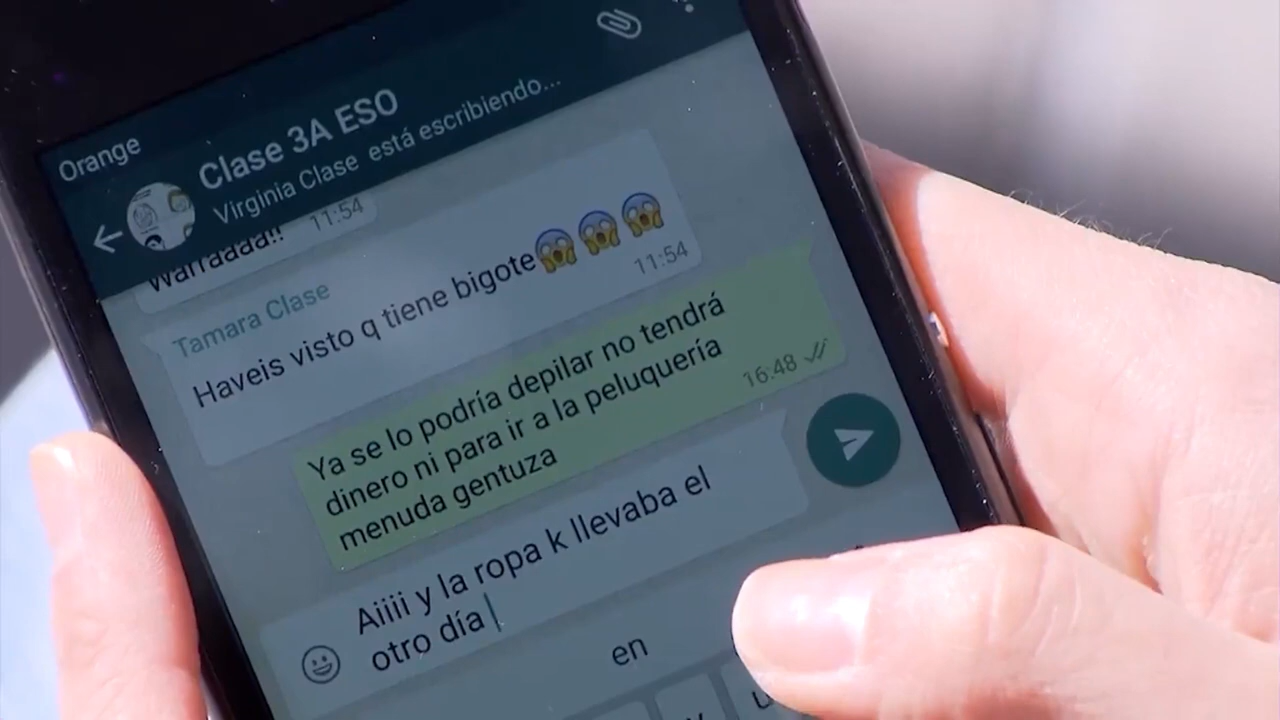 Orange
Clase 3A ESO
Virginia Clase está escribiendo...
Warraaaa!! 11:54
Tamara Clase
Haveis visto q tiene bigote😱😱😱
11:54
Ya se lo podría depilar no tendrá
dinero ni para ir a la peluquería
menuda gentuza
16:48
Aiiii y la ropa k llevaba el
otro día
en
y u